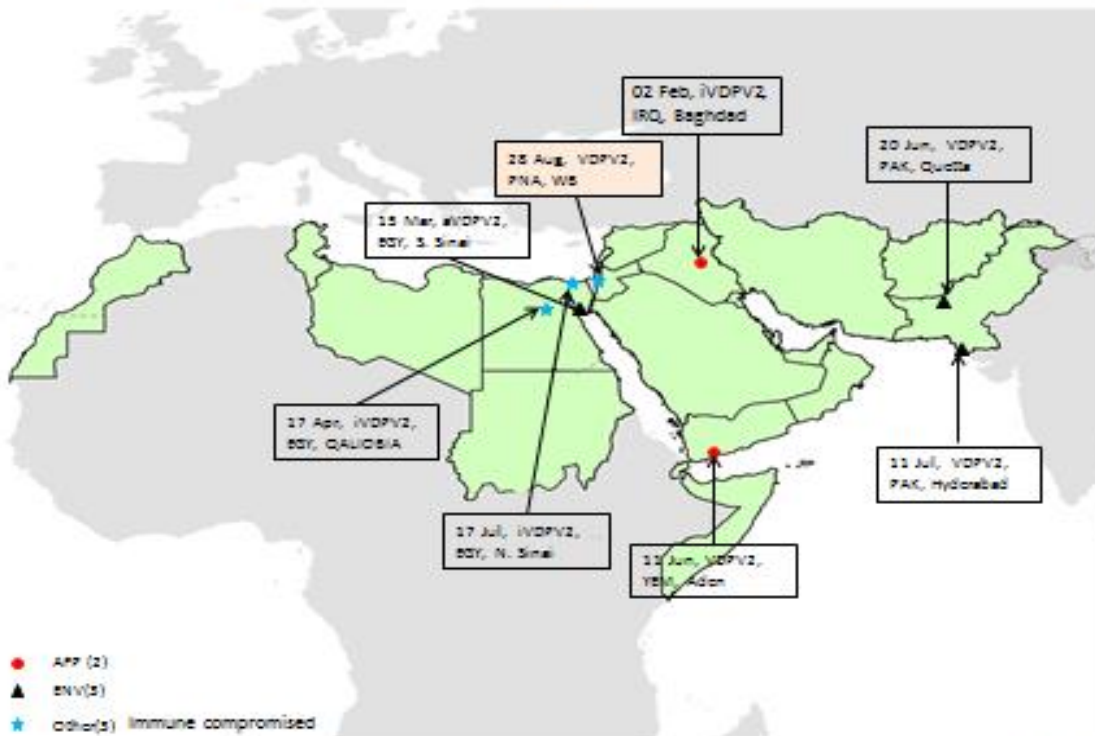 02 Feb, iVDPV2,
IRQ, Baghdad
28 Aug, VDPV2,
PNA, WB
20 Jun, VDPV2,
PAK, Quetta
15 Mar, aVDPV2,
EGY, S. Sinai
17 Apr, iVDPV2,
EGY, QALIOBIA
17 Jul, iVDPV2,
EGY, N. Sinai
11 Jun, VDPV2,
YEM, Aden
11 Jul, VDPV2,
PAK, Hyderabad
AFP (2)
ENV(3)
Other(3) Immune compromised